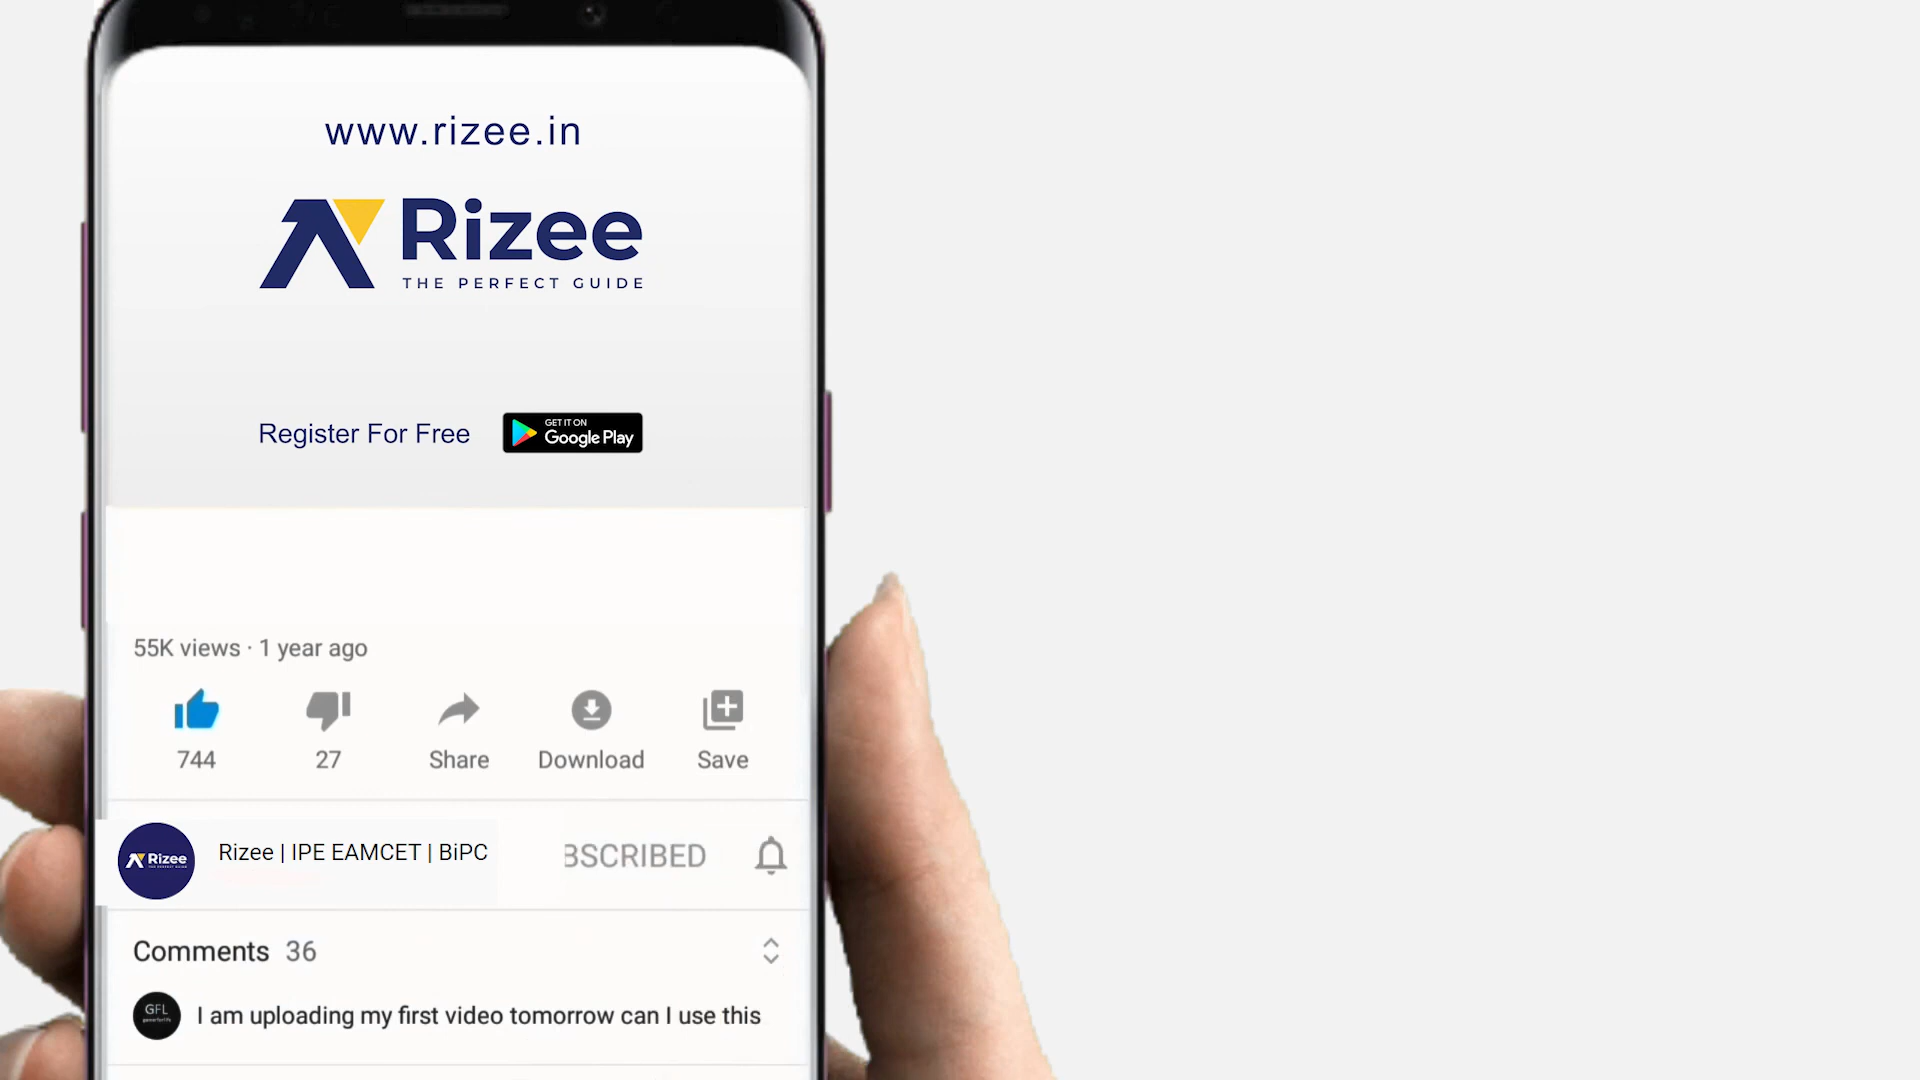 www.rizee.in
Rizee
THE PERFECT GUIDE
Register For Free
GET IT ON
Google Play
55K views · 1 year ago
744
27
Share
Download
Save
Rizee
Rizee | IPE EAMCET | BiPC
BSCRIBED
Comments 36
GFL
I am uploading my first video tomorrow can I use this